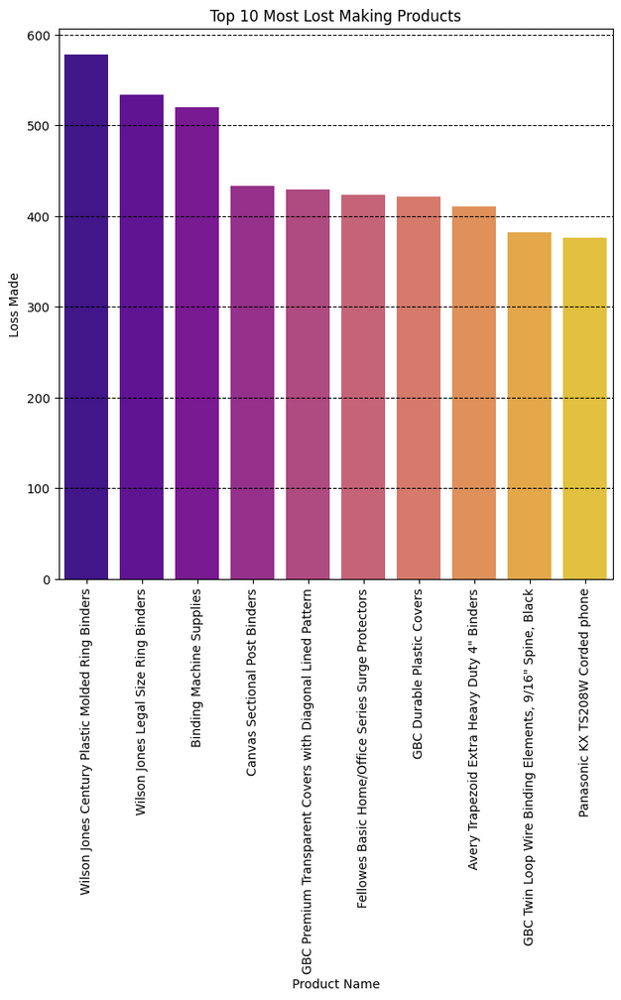 Top 10 Most Lost Making Products
600
500
400
300
200
100
0
Loss Made
Wilson Jones Century Plastic Molded Ring Binders
Wilson Jones Legal Size Ring Binders
Binding Machine Supplies
Canvas Sectional Post Binders
GBC Premium Transparent Covers with Diagonal Lined Pattern
Fellowes Basic Home/Office Series Surge Protectors
GBC Durable Plastic Covers
Avery Trapezoid Extra Heavy Duty 4" Binders
GBC Twin Loop Wire Binding Elements, 9/16" Spine, Black
Panasonic KX TS208W Corded phone
Product Name